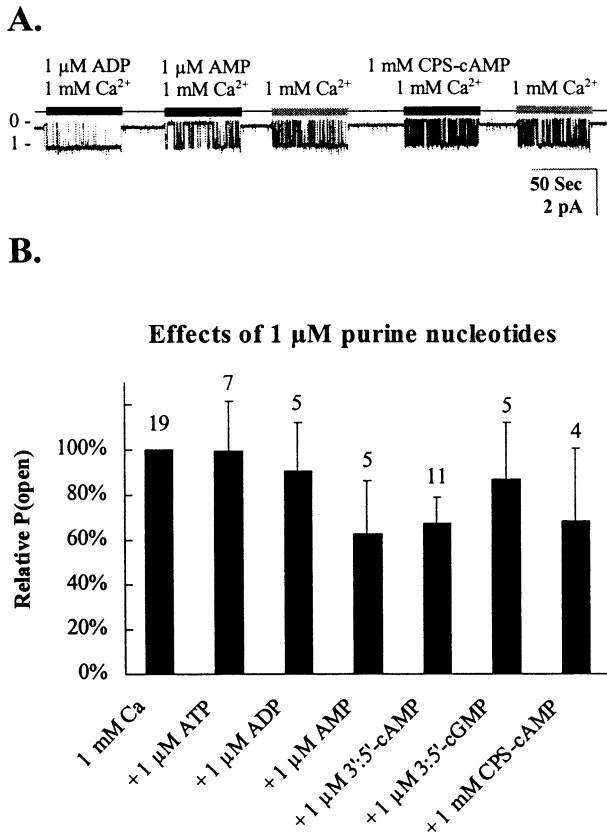 A.
1 µM ADP 1 µM AMP 1 mM CPS-cAMP
1 mM Ca²⁺ 1 mM Ca²⁺ 1 mM Ca²⁺ 1 mM Ca²⁺ 1 mM Ca²⁺
0 -
1 -
50 Sec
2 pA
B.
Effects of 1 µM purine nucleotides
19 7 5 5 11 5 4
Relative P(open)
100%
80%
60%
40%
20%
0%
1 mM Ca
+ 1 µM ATP
+ 1 µM ADP
+ 1 µM AMP
+ 1 µM 3':5'-cAMP
+ 1 µM 3:5'-cGMP
+ 1 mM CPS-cAMP